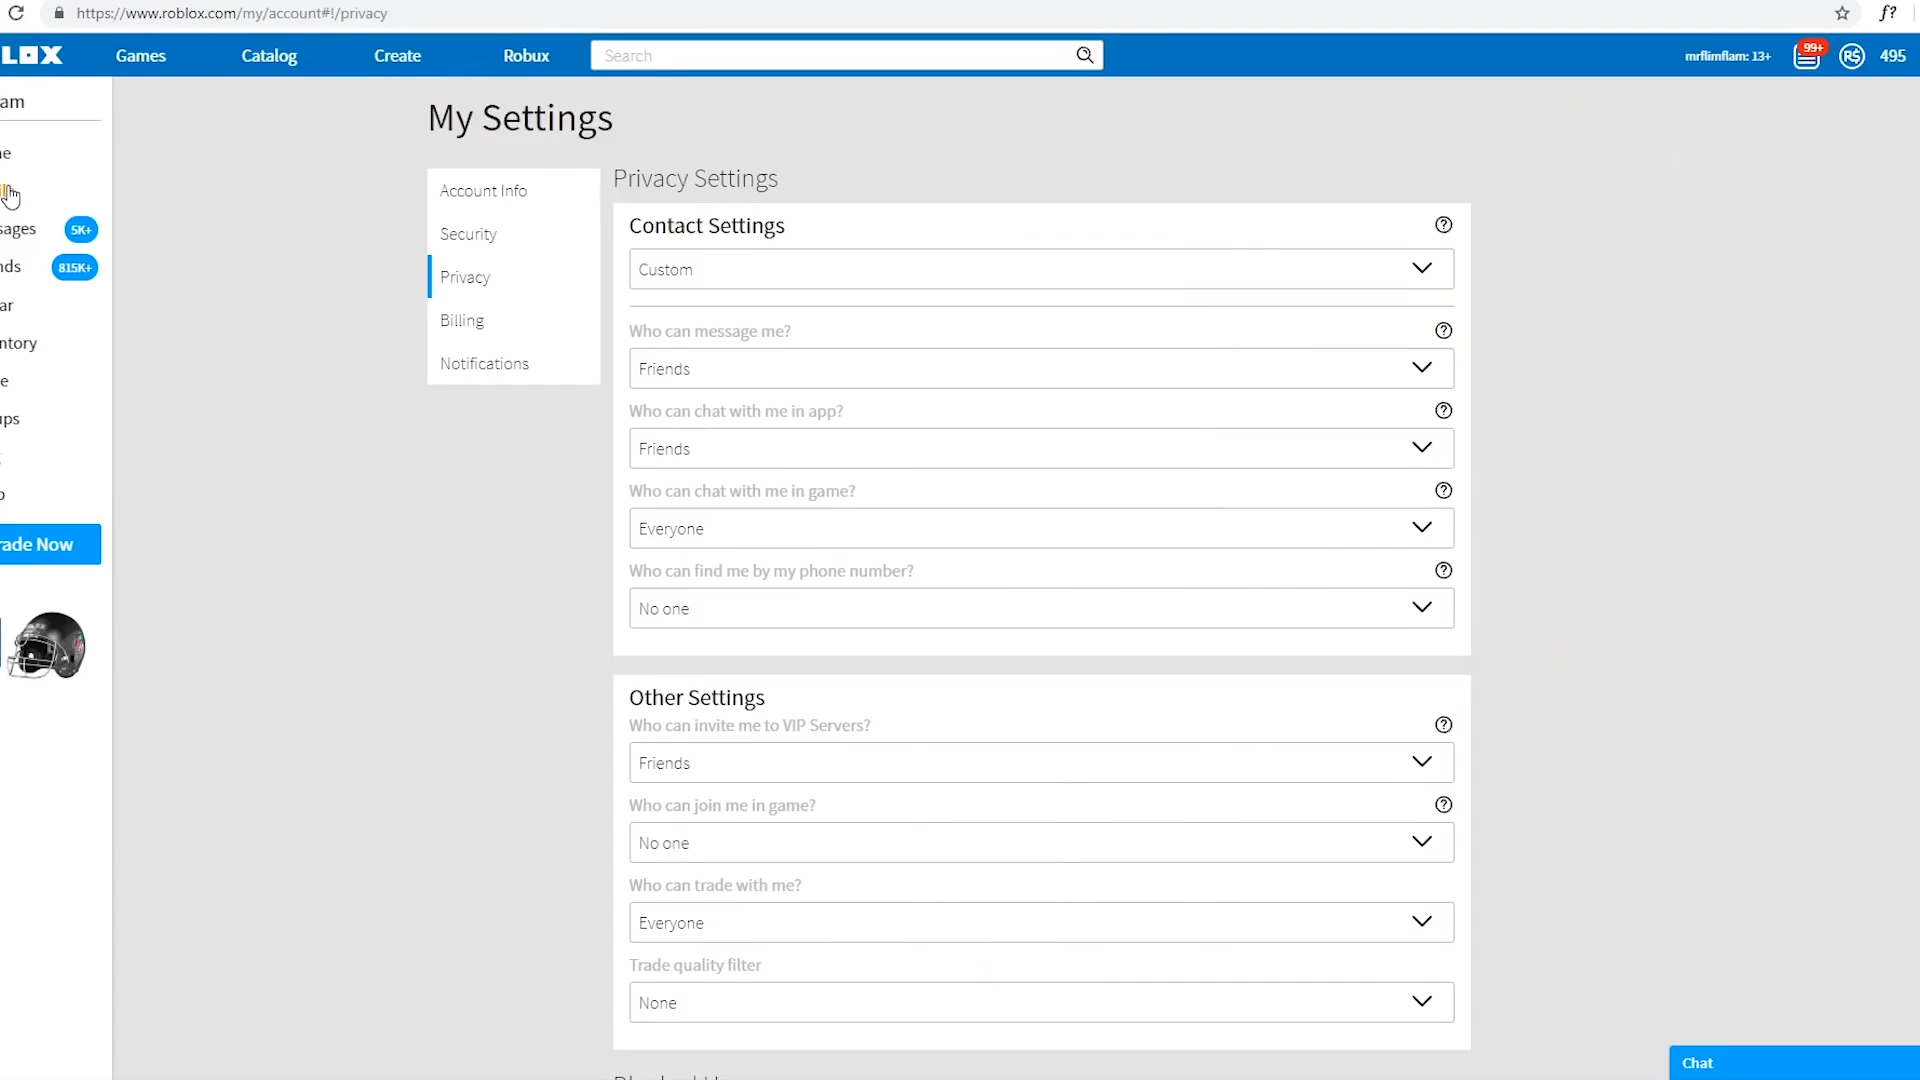 https://www.roblox.com/my/account#!/privacy
f?
LOX
Games
Catalog
Create
Robux
Search
mrflimflam: 13+
99+
R$
495
am
My Settings
ne
sages
5K+
nds
815K+
ar
ntory
e
ups
p
rade Now
Account Info
Security
Privacy
Billing
Notifications
Privacy Settings
Contact Settings
Custom
Who can message me?
Friends
Who can chat with me in app?
Friends
Who can chat with me in game?
Everyone
Who can find me by my phone number?
No one
Other Settings
Who can invite me to VIP Servers?
Friends
Who can join me in game?
No one
Who can trade with me?
Everyone
Trade quality filter
None
Chat